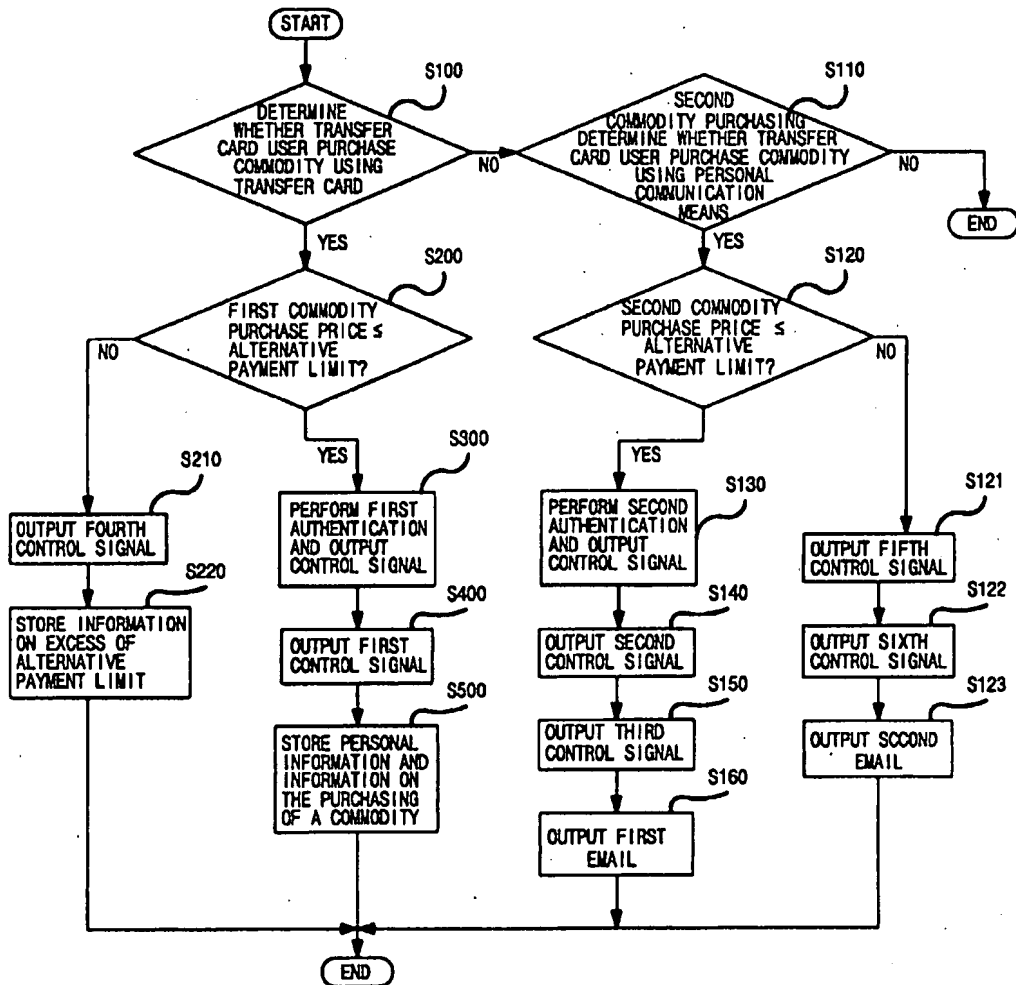 START
S100
DETERMINE
WHETHER TRANSFER
CARD USER PURCHASE
COMMODITY USING
TRANSFER CARD
NO
YES
S110
SECOND
COMMODITY PURCHASING
DETERMINE WHETHER TRANSFER
CARD USER PURCHASE COMMODITY
USING PERSONAL
COMMUNICATION
MEANS
NO
END
YES
S200
FIRST COMMODITY
PURCHASE PRICE ≤
ALTERNATIVE
PAYMENT LIMIT?
NO
YES
S120
SECOND COMMODITY
PURCHASE PRICE ≤
ALTERNATIVE
PAYMENT LIMIT?
NO
YES
S210
OUTPUT FOURTH
CONTROL SIGNAL
S220
STORE INFORMATION
ON EXCESS OF
ALTERNATIVE
PAYMENT LIMIT
S300
PERFORM FIRST
AUTHENTICATION
AND OUTPUT
CONTROL SIGNAL
S400
OUTPUT FIRST
CONTROL SIGNAL
S500
STORE PERSONAL
INFORMATION AND
INFORMATION ON
THE PURCHASING
OF A COMMODITY
S130
PERFORM SECOND
AUTHENTICATION
AND OUTPUT
CONTROL SIGNAL
S140
OUTPUT SECOND
CONTROL SIGNAL
S150
OUTPUT THIRD
CONTROL SIGNAL
S160
OUTPUT FIRST
EMAIL
S121
OUTPUT FIFTH
CONTROL SIGNAL
S122
OUTPUT SIXTH
CONTROL SIGNAL
S123
OUTPUT SCCOND
EMAIL
END